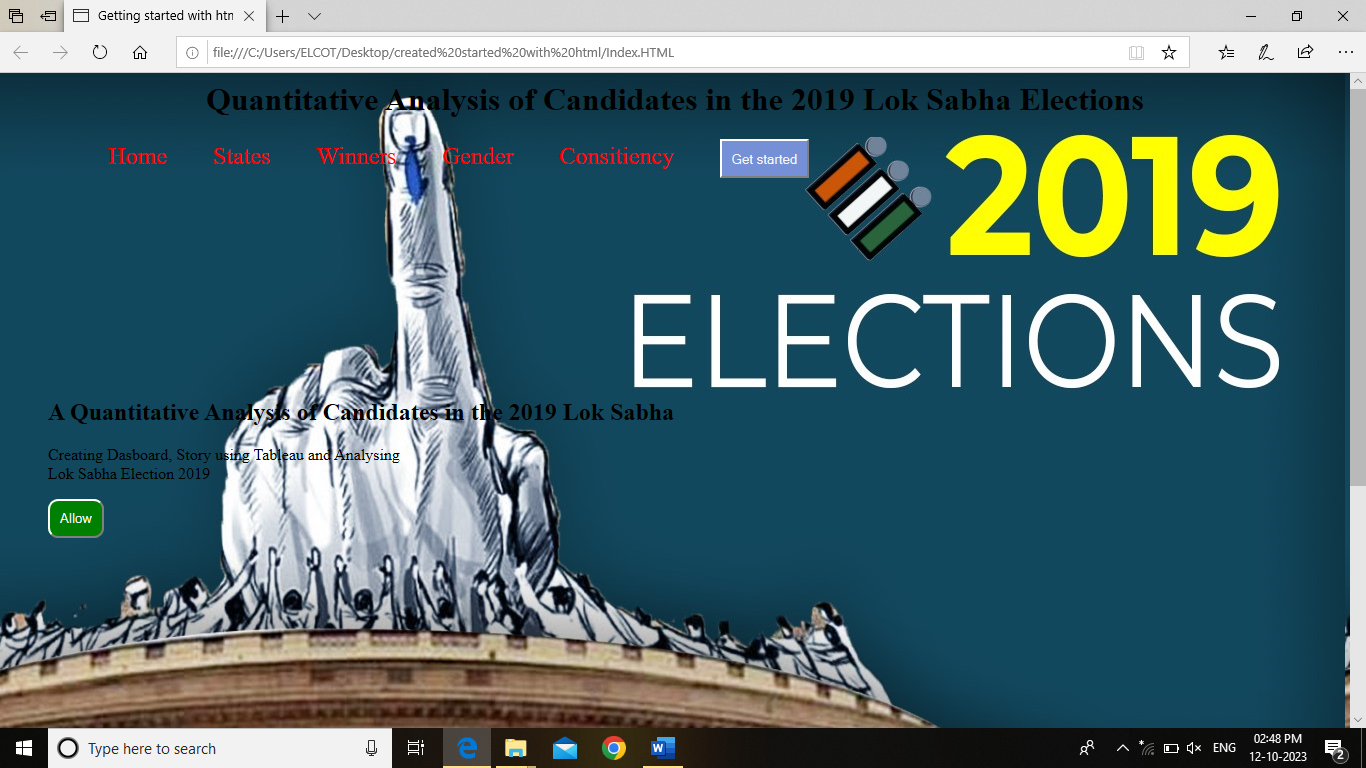 Getting started with htn
file:///C:/Users/ELCOT/Desktop/created%20started%20with%20html/Index.HTML
Quantitative Analysis of Candidates in the 2019 Lok Sabha Elections
Home States Winners Gender Consitiency Get started
2019
ELECTIONS
A Quantitative Analysis of Candidates in the 2019 Lok Sabha
Creating Dasboard, Story using Tableau and Analysing
Lok Sabha Election 2019
Allow
Type here to search
ENG
02:48 PM
12-10-2023
2